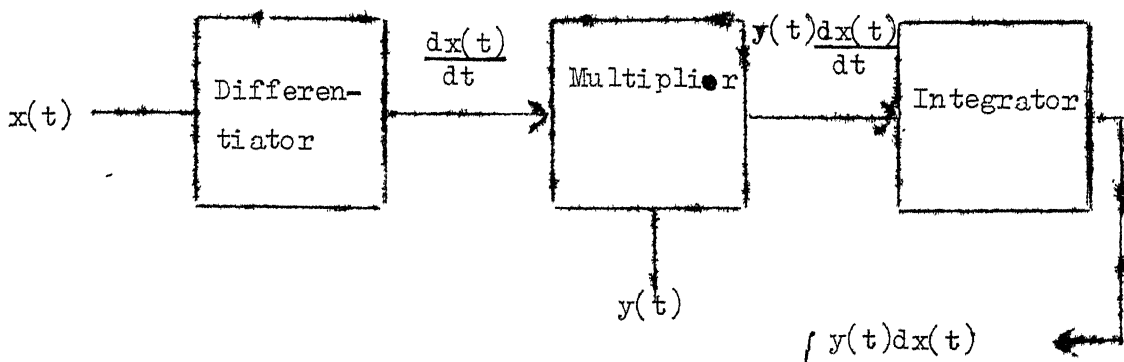 x(t)
Differen-
tiator
dx(t)
dt
Multiplier
y(t)dx(t)
dt
Integrator
y(t)
∫ y(t)dx(t)